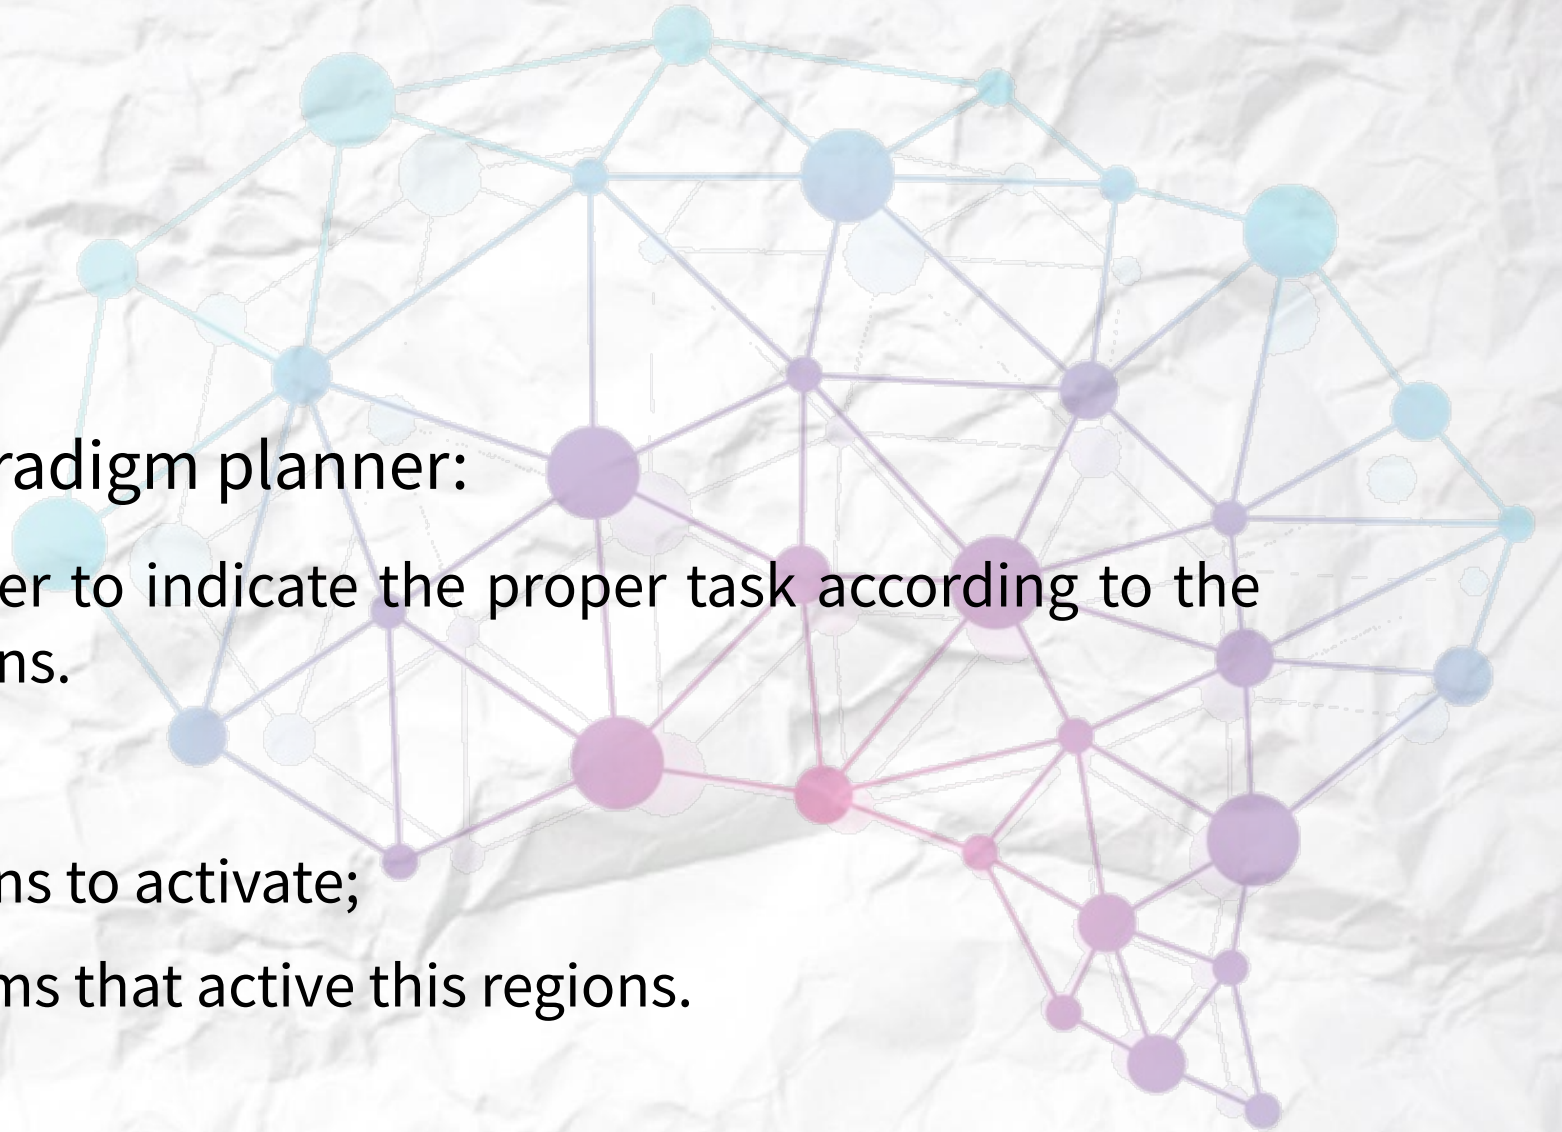 radigm planner:
er to indicate the proper task according to the
ns.
ns to activate;
ms that active this regions.